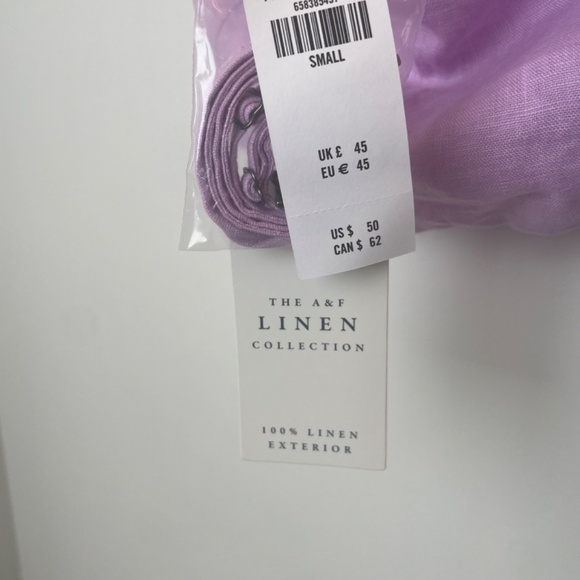 SMALL
UK £ 45
EU € 45
US $ 50
CAN $ 62
THE A&F
LINEN
COLLECTION
100% LINEN
EXTERIOR